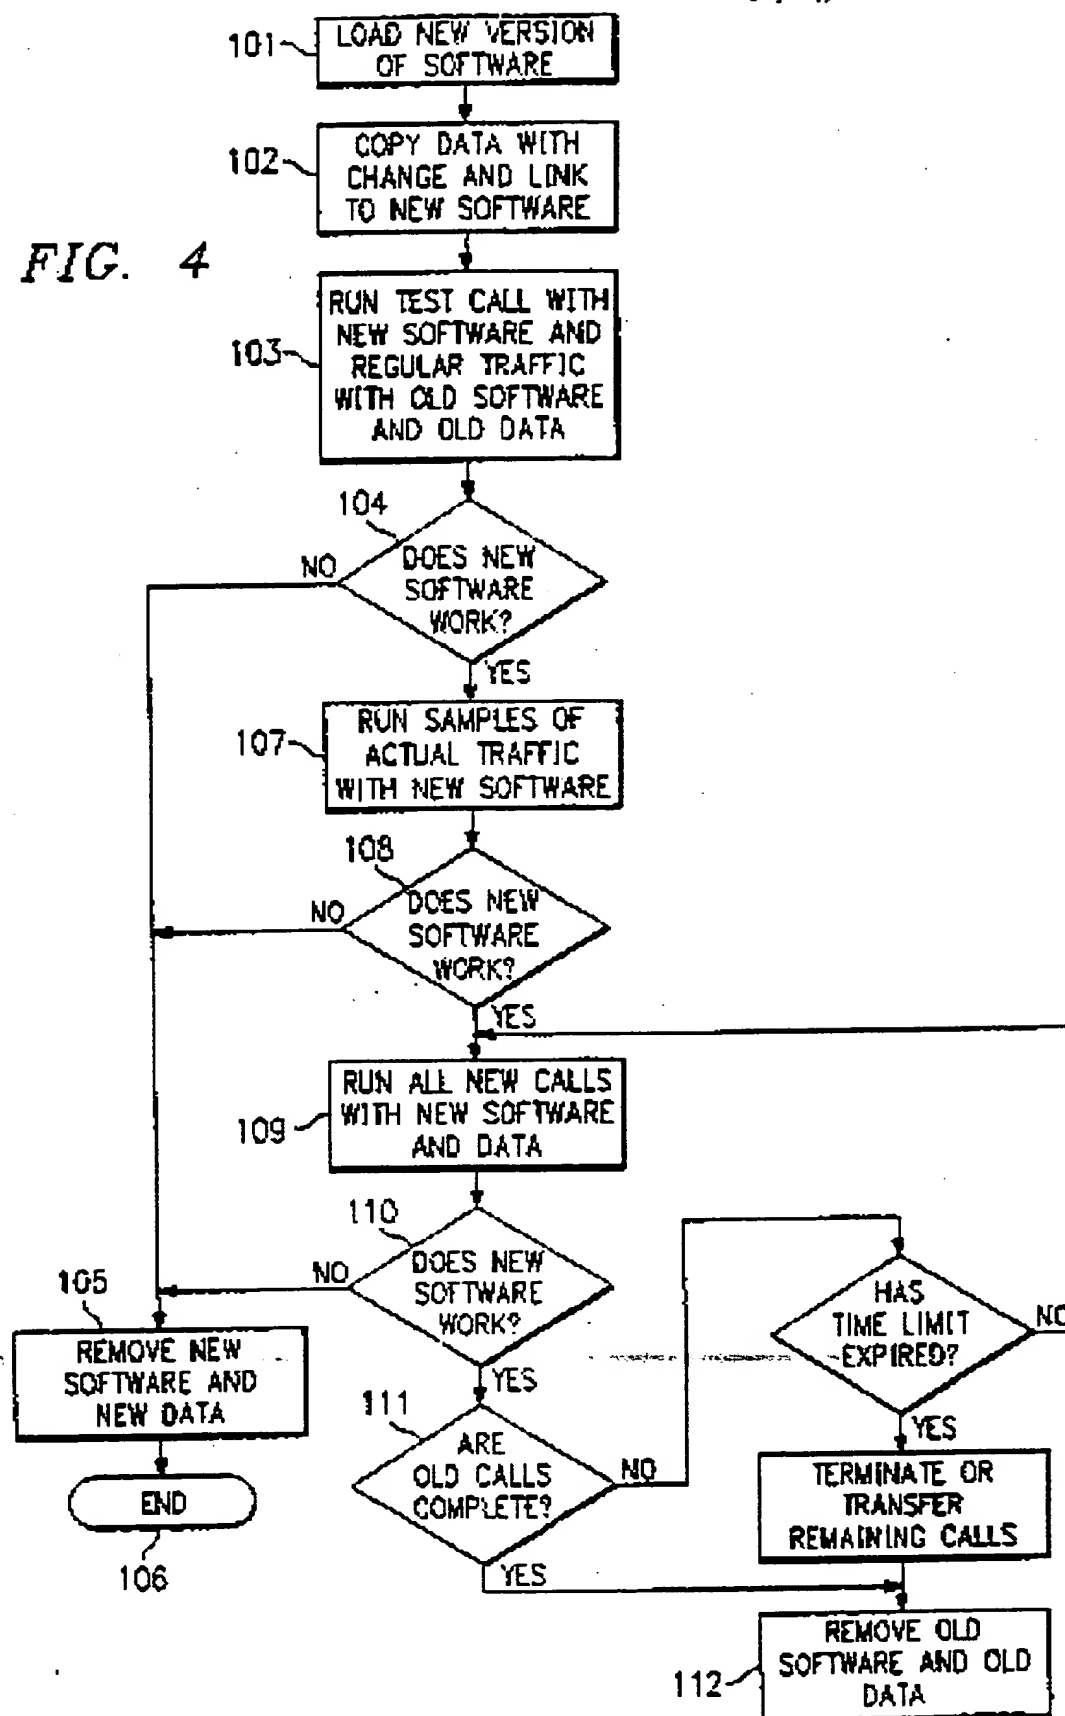 101
LOAD NEW VERSION
OF SOFTWARE
102
COPY DATA WITH
CHANGE AND LINK
TO NEW SOFTWARE
FIG. 4
103
RUN TEST CALL WITH
NEW SOFTWARE AND
REGULAR TRAFFIC
WITH OLD SOFTWARE
AND OLD DATA
104
NO
DOES NEW
SOFTWARE
WORK?
YES
107
RUN SAMPLES OF
ACTUAL TRAFFIC
WITH NEW SOFTWARE
108
NO
DOES NEW
SOFTWARE
WORK?
YES
109
RUN ALL NEW CALLS
WITH NEW SOFTWARE
AND DATA
110
NO
DOES NEW
SOFTWARE
WORK?
YES
105
REMOVE NEW
SOFTWARE AND
NEW DATA
END
106
111
ARE
OLD CALLS
COMPLETE?
NO
YES
HAS
TIME LIMIT
EXPIRED?
NO
YES
TERMINATE OR
TRANSFER
REMAINING CALLS
112
REMOVE OLD
SOFTWARE AND OLD
DATA